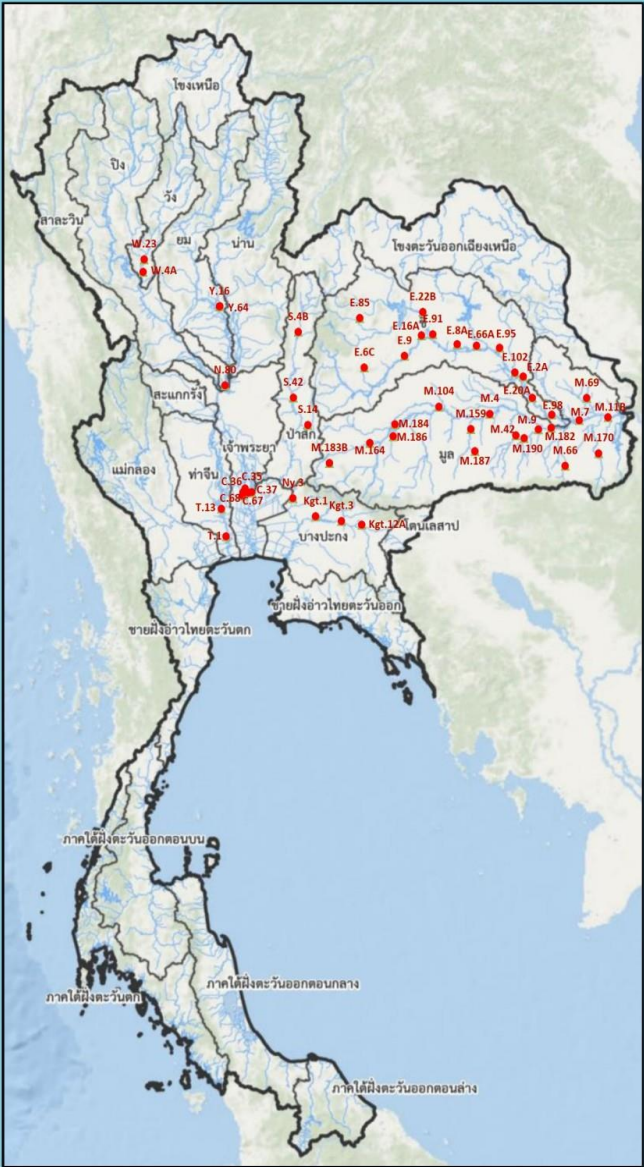 โขงเหนือ
ปิง
วัง
สาละวิน
ยม
น่าน
W.23
W.4A
โขงตะวันออกเฉียงเหนือ
Y.16
Y.64
E.85
E.22B
S.4B
E.16A
E.91
E.8A
E.66A
E.95
E.9
E.6C
E.102
E.2A
N.80
S.42
สะแกกรัง
E.20A
M.69
M.104
M.4
S.14
M.159
E.98
M.7
M.11B
M.184
M.9
ป่าสัก
M.186
M.42
M.182
เจ้าพระยา
M.183B
M.164
มูล
M.190
M.170
M.187
M.66
แม่กลอง
ท่าจีน
C.35
C.36
C.37
Ny.3
C.68
C.67
T.13
Kgt.1
Kgt.3
Kgt.12A
โตนเลสาป
T.1
บางปะกง
ชายฝั่งอ่าวไทยตะวันออก
ชายฝั่งอ่าวไทยตะวันตก
ภาคใต้ฝั่งตะวันออกตอนบน
ภาคใต้ฝั่งตะวันออกตอนกลาง
ภาคใต้ฝั่งตะวันตก
ภาคใต้ฝั่งตะวันออกตอนล่าง